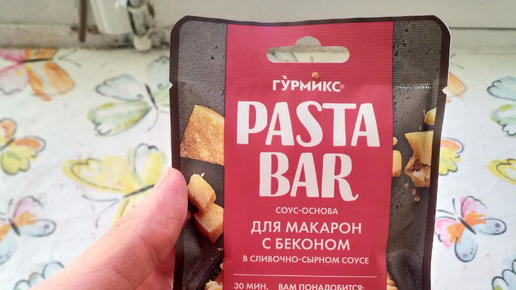 ГУРМИКС®
PASTA
BAR
СОУС-ОСНОВА
ДЛЯ МАКАРОН
С БЕКОНОМ
В СЛИВОЧНО-СЫРНОМ СОУСЕ
30 МИН. ВАМ ПОНАДОБИТСЯ: